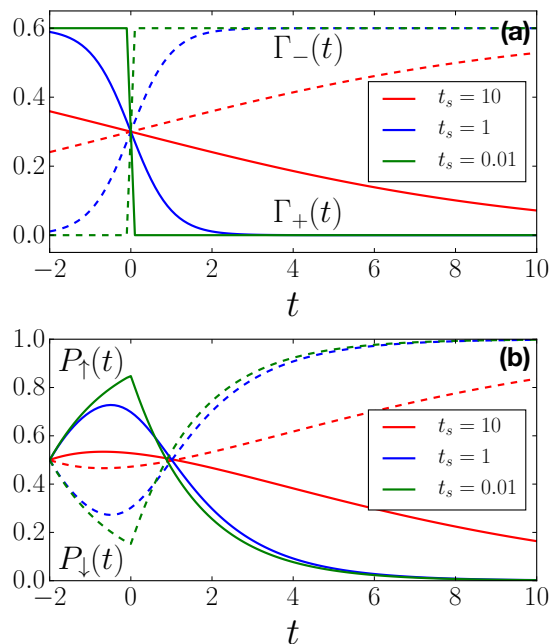 (a)
0.6
0.4
0.2
0.0
Γ₋(t)
t_s = 10
t_s = 1
t_s = 0.01
Γ₊(t)
−2 0 2 4 6 8 10
t
(b)
1.0
0.8
0.6
0.4
0.2
0.0
P↑(t)
t_s = 10
t_s = 1
t_s = 0.01
P↓(t)
−2 0 2 4 6 8 10
t